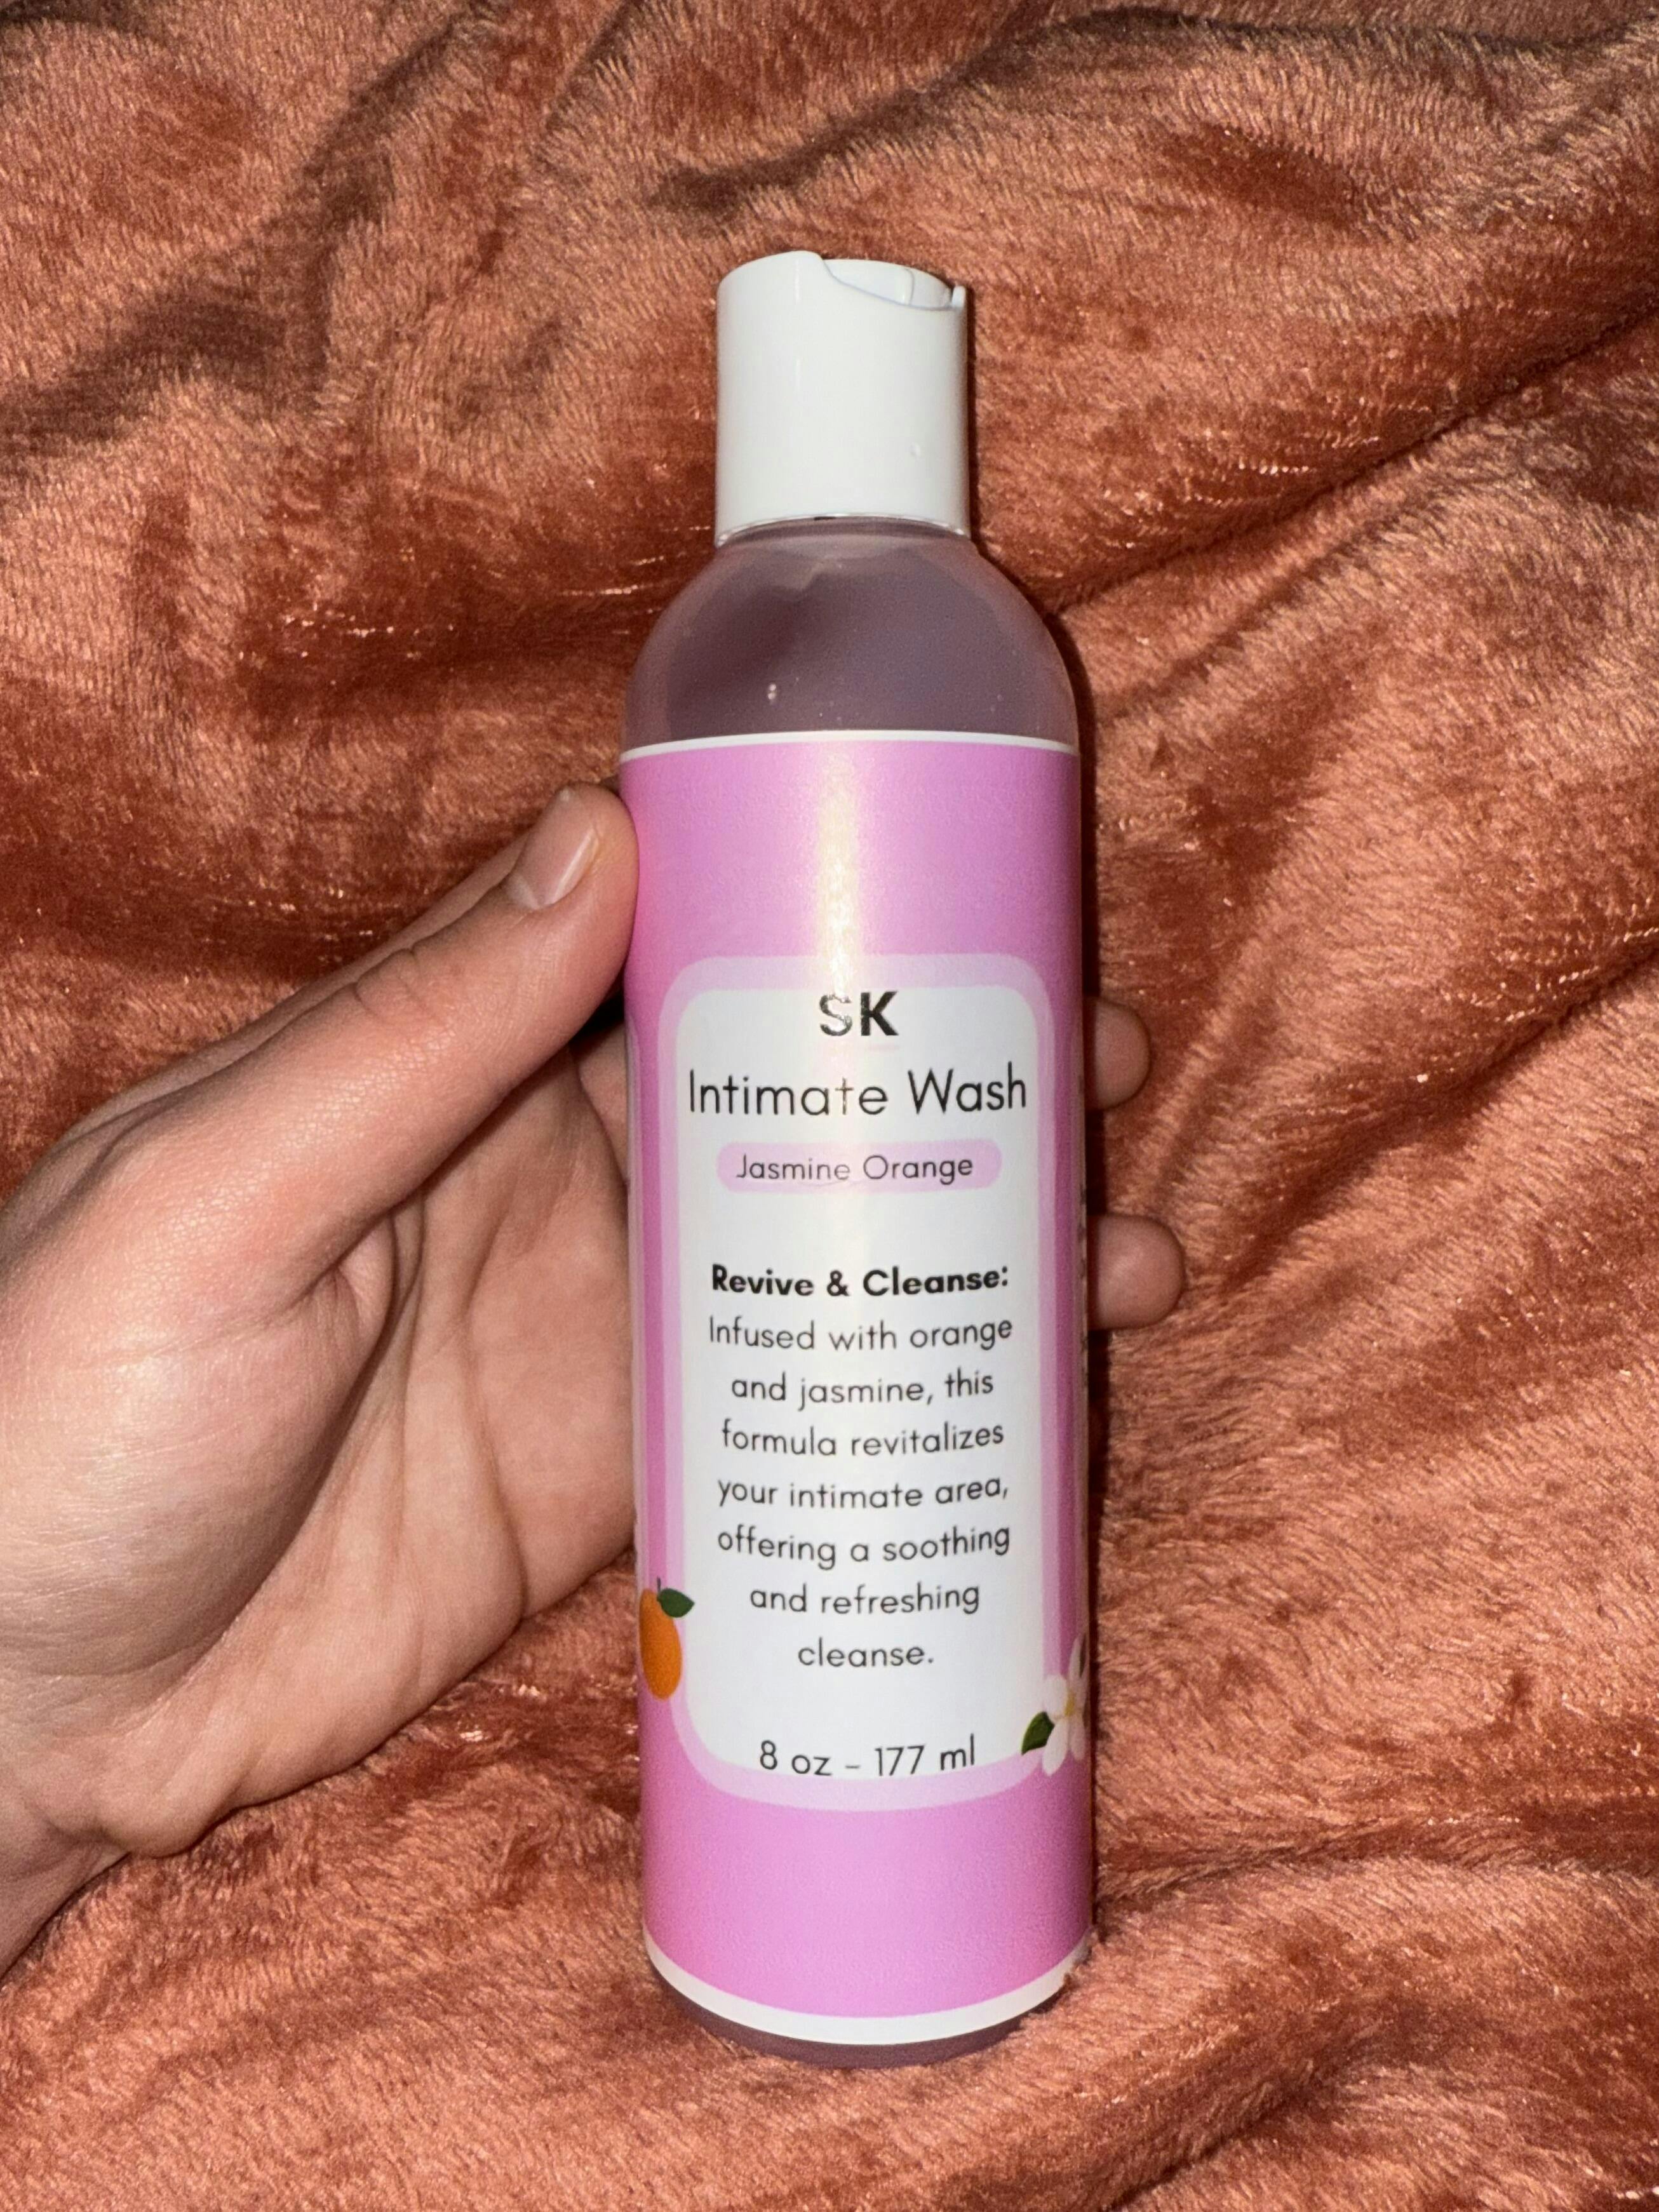 SK
Intimate Wash
Jasmine Orange
Revive & Cleanse:
Infused with orange
and jasmine, this
formula revitalizes
your intimate area,
offering a soothing
and refreshing
cleanse.
8 oz - 177 ml